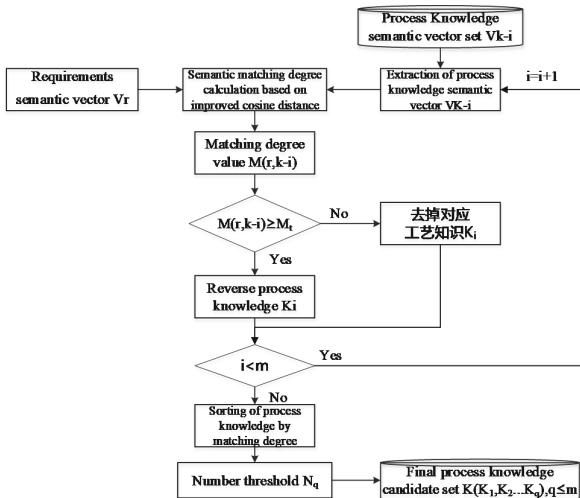 Process Knowledge
semantic vector set Vk-i
Requirements
semantic vector Vr
Semantic matching degree
calculation based on
improved cosine distance
Extraction of process
knowledge semantic
vector VK-i
i=i+1
Matching degree
value M(r,k-i)
M(r,k-i)≥Mₜ
No
去掉对应
工艺知识Kᵢ
Yes
Reverse process
knowledge Ki
i<m
Yes
No
Sorting of process
knowledge by
matching degree
Number threshold N_q
Final process knowledge
candidate set K(K₁,K₂...K_q),q≤m